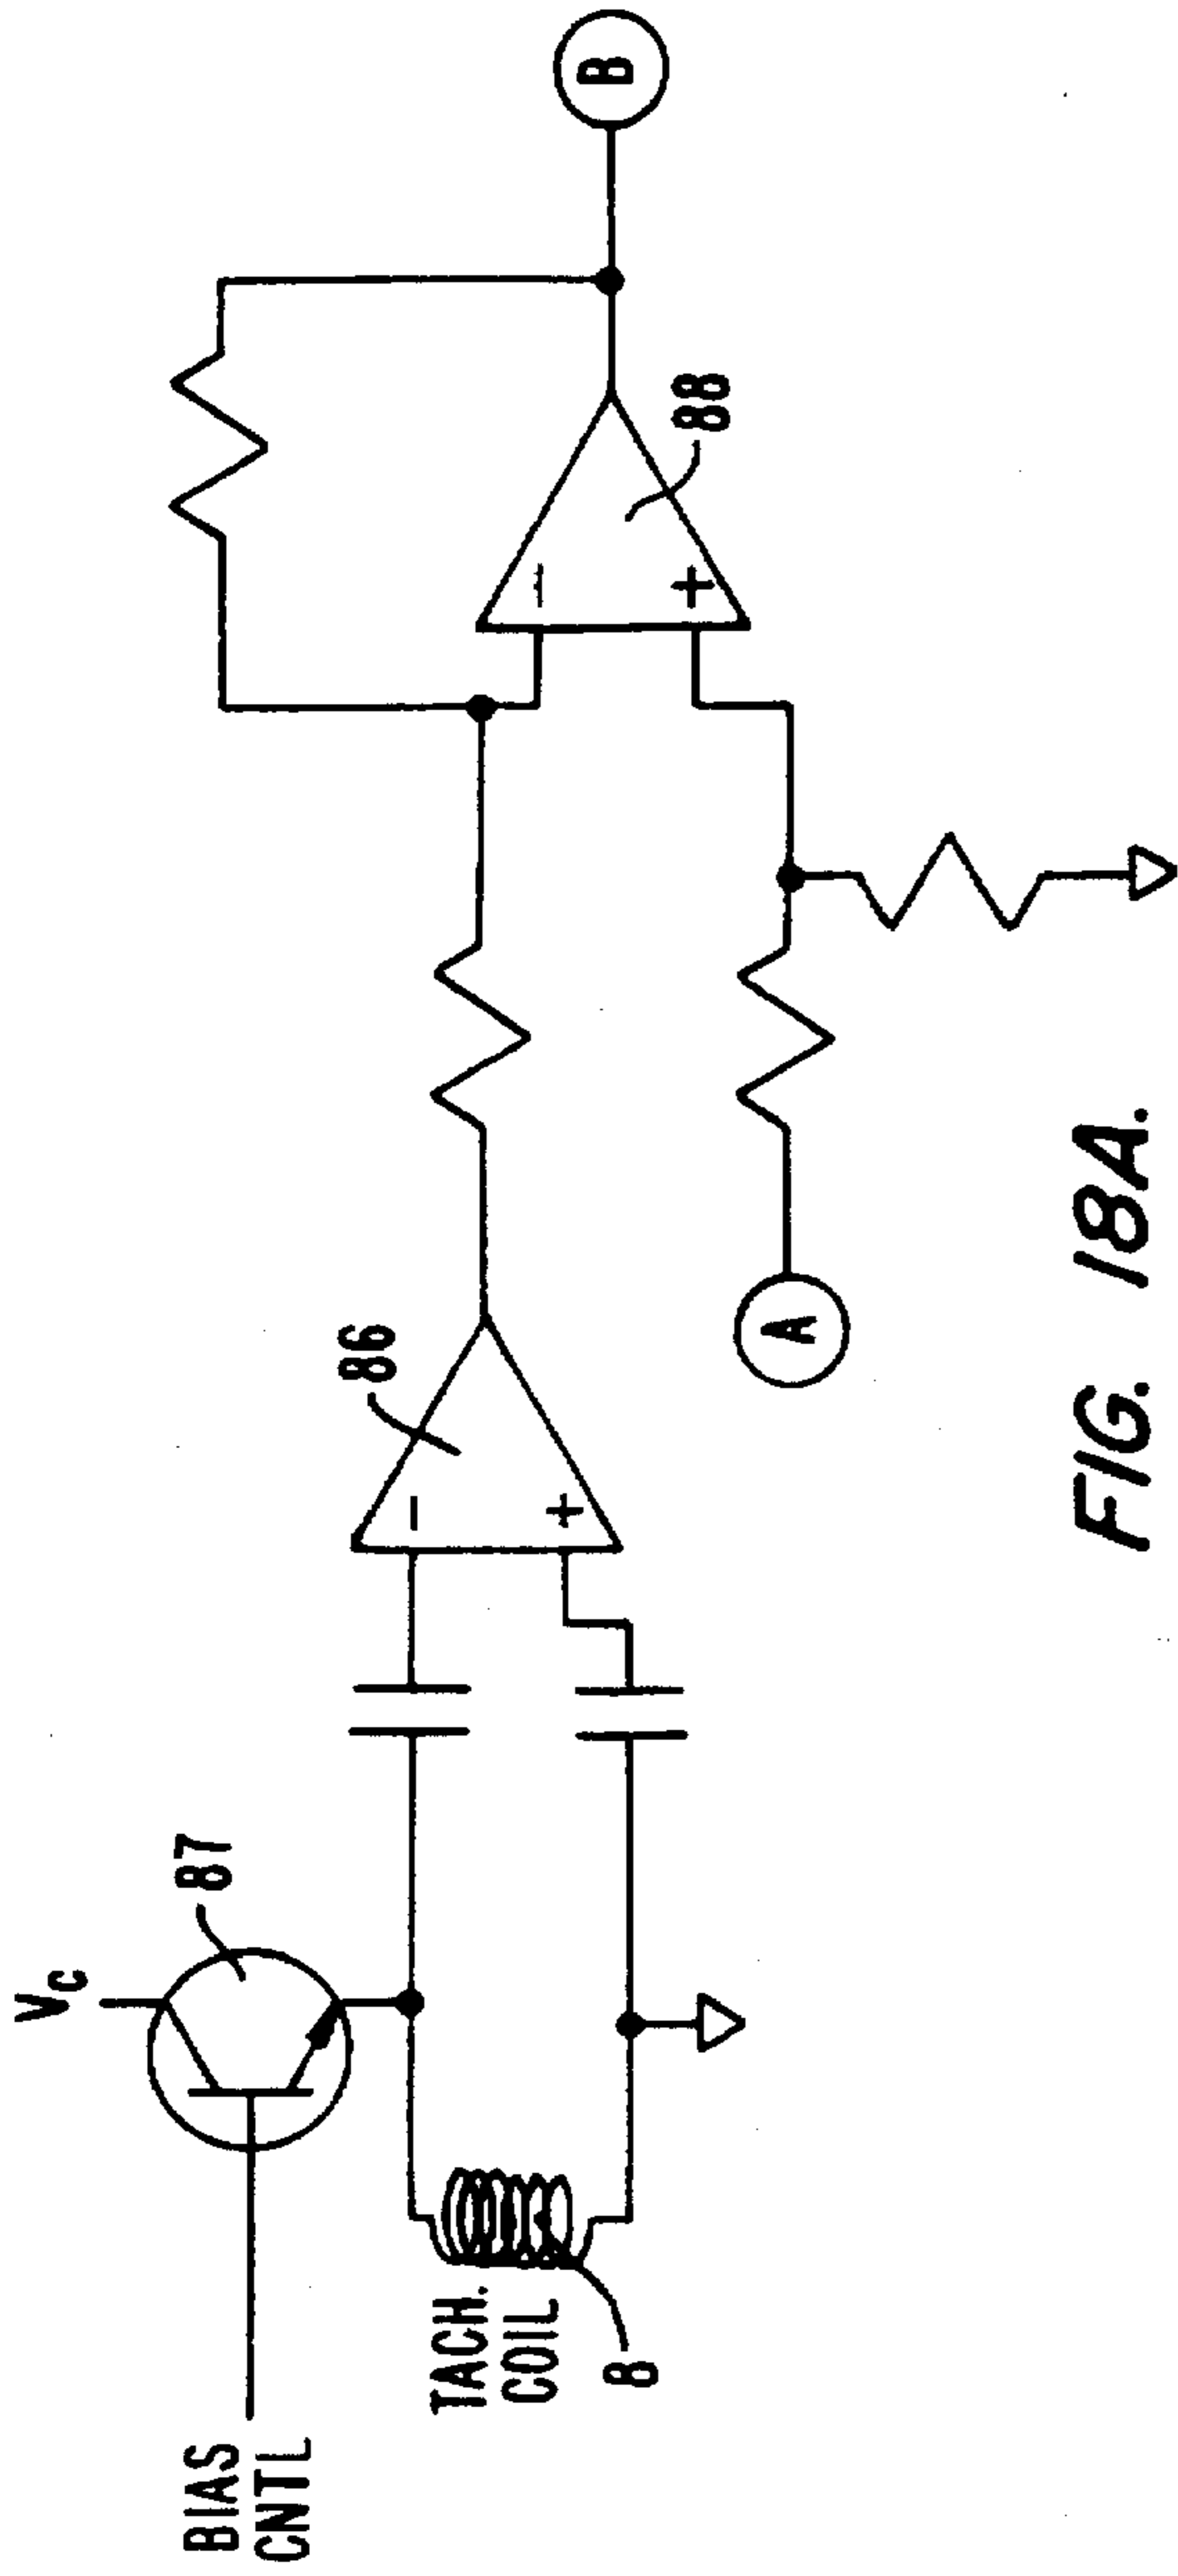 BIAS
CNTL
Vc
87
TACH.
COIL
8
86
-
+
A
88
-
+
B
FIG. 18A.